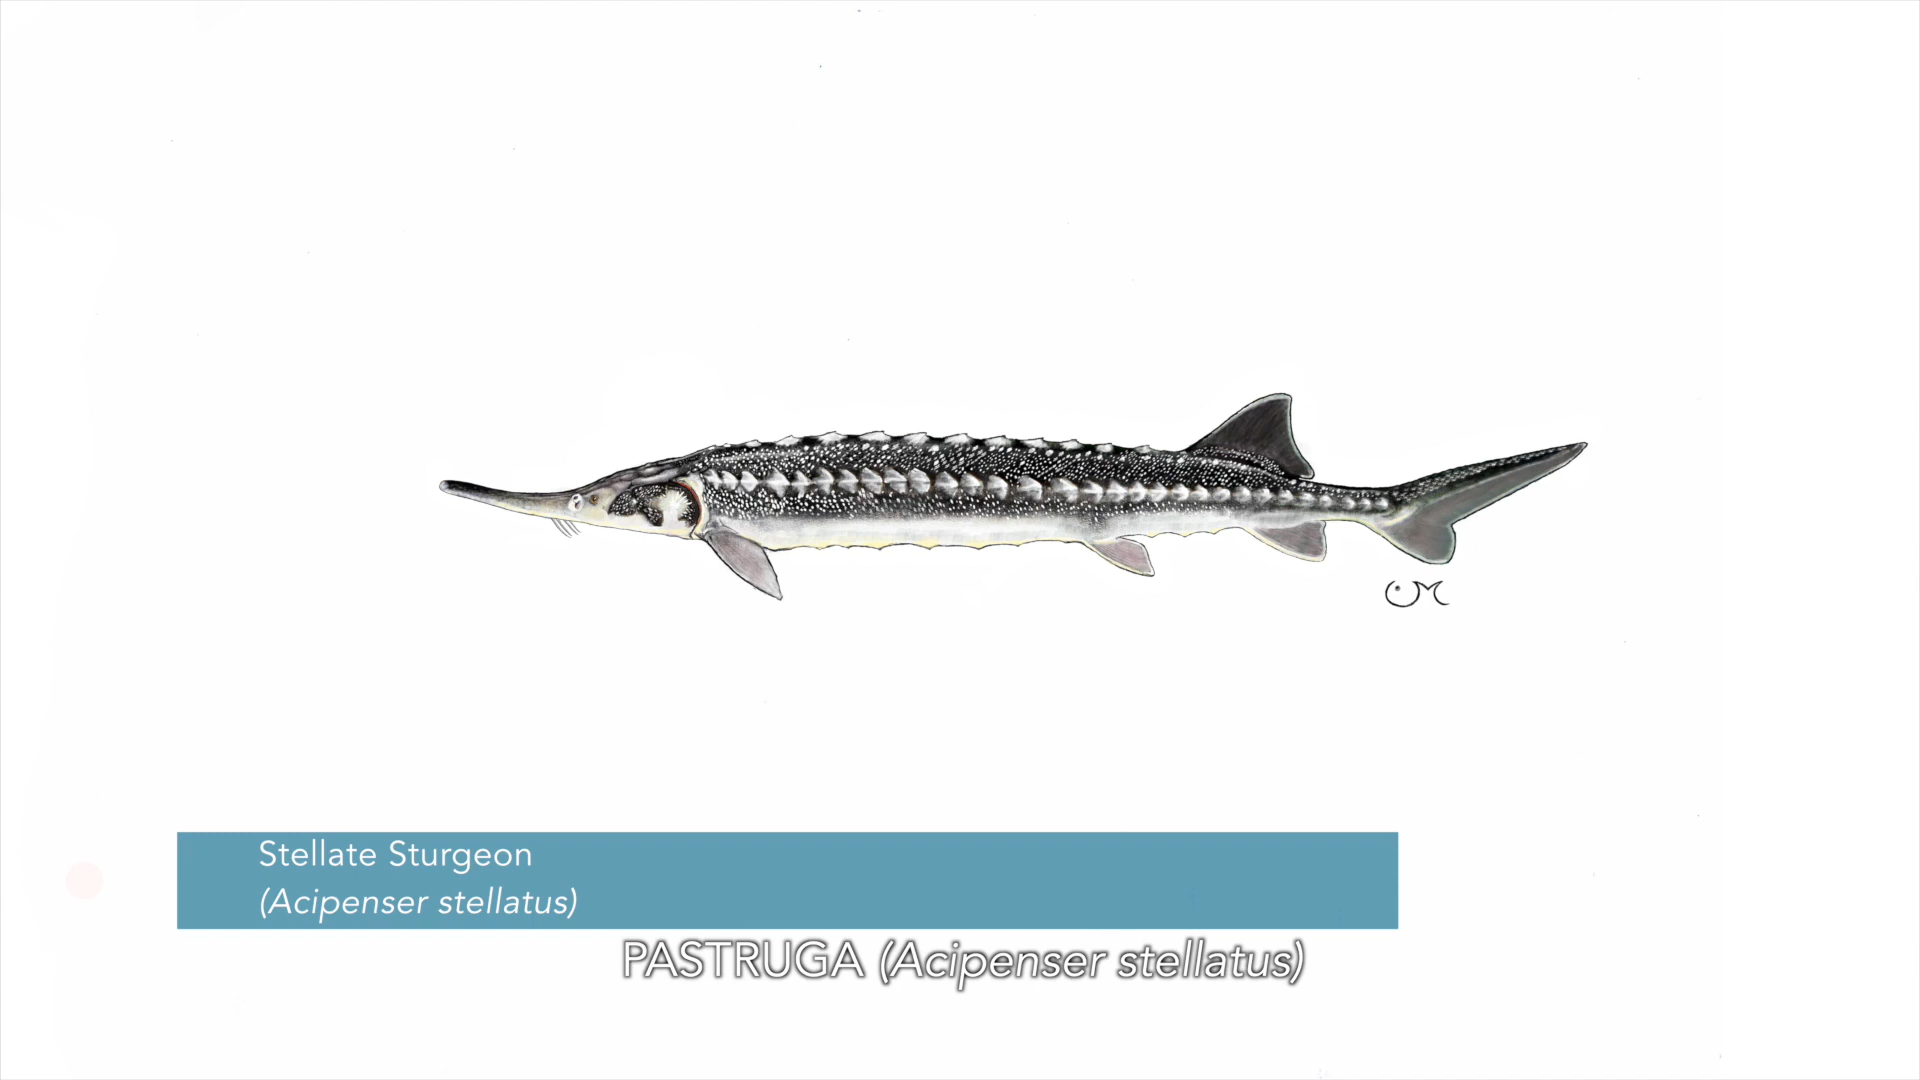 Stellate Sturgeon
(Acipenser stellatus)
PASTRUGA (Acipenser stellatus)